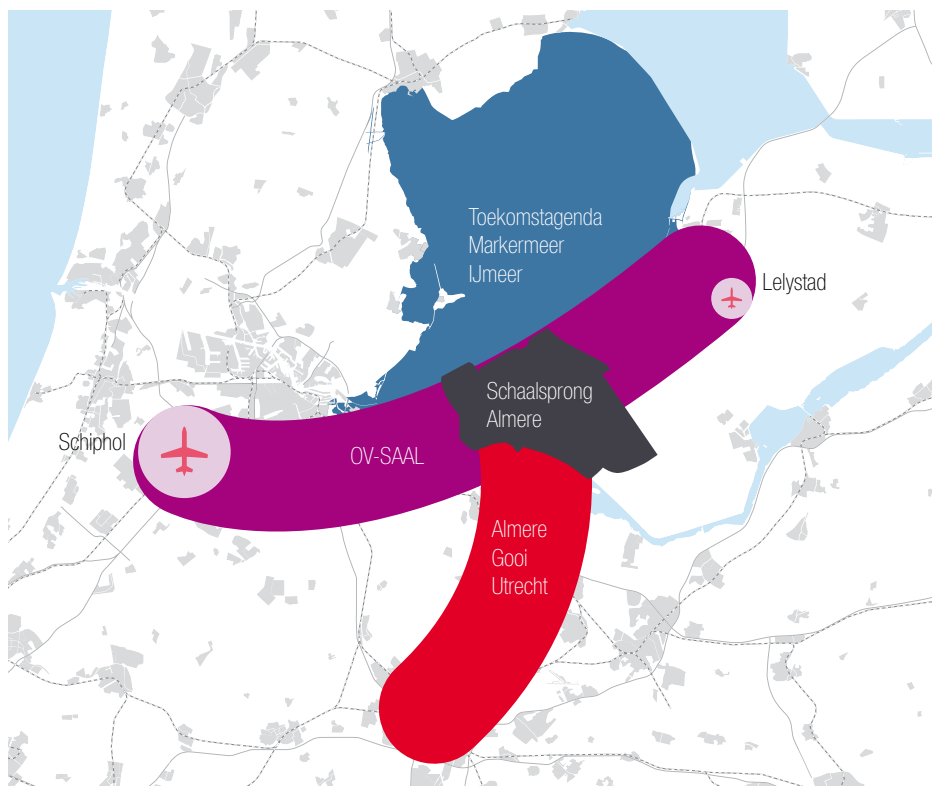 Toekomstagenda
Markermeer
IJmeer
Lelystad
Schaalsprong
Almere
Schiphol
OV-SAAL
Almere
Gooi
Utrecht